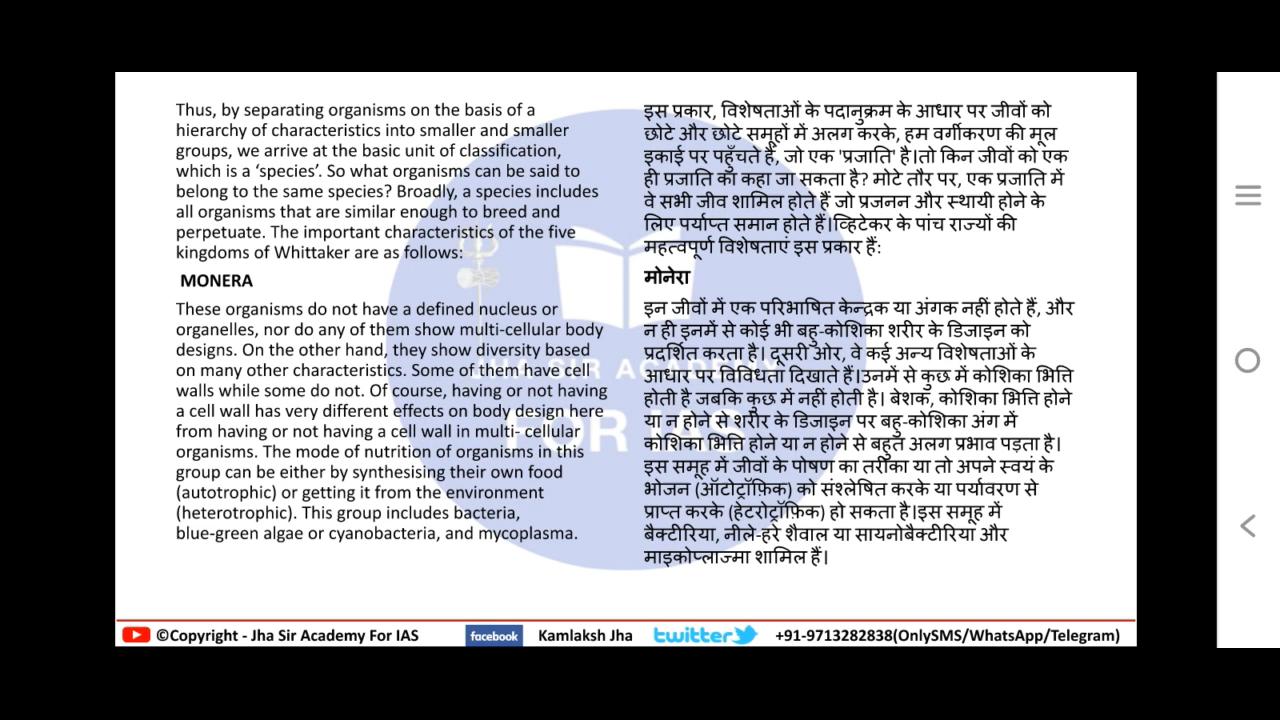 Thus, by separating organisms on the basis of a
hierarchy of characteristics into smaller and smaller
groups, we arrive at the basic unit of classification,
which is a ‘species’. So what organisms can be said to
belong to the same species? Broadly, a species includes
all organisms that are similar enough to breed and
perpetuate. The important characteristics of the five
kingdoms of Whittaker are as follows:
MONERA
These organisms do not have a defined nucleus or
organelles, nor do any of them show multi-cellular body
designs. On the other hand, they show diversity based
on many other characteristics. Some of them have cell
walls while some do not. Of course, having or not having
a cell wall has very different effects on body design here
from having or not having a cell wall in multi- cellular
organisms. The mode of nutrition of organisms in this
group can be either by synthesising their own food
(autotrophic) or getting it from the environment
(heterotrophic). This group includes bacteria,
blue-green algae or cyanobacteria, and mycoplasma.
इस प्रकार, विशेषताओं के पदानुक्रम के आधार पर जीवों को
छोटे और छोटे समूहों में अलग करके, हम वर्गीकरण की मूल
इकाई पर पहुँचते हैं, जो एक 'प्रजाति' है।तो किन जीवों को एक
ही प्रजाति का कहा जा सकता है? मोटे तौर पर, एक प्रजाति में
वे सभी जीव शामिल होते हैं जो प्रजनन और स्थायी होने के
लिए पर्याप्त समान होते हैं।व्हिटेकर के पांच राज्यों की
महत्वपूर्ण विशेषताएं इस प्रकार हैं:
मोनेरा
इन जीवों में एक परिभाषित केन्द्रक या अंगक नहीं होते हैं, और
न ही इनमें से कोई भी बहु-कोशिका शरीर के डिजाइन को
प्रदर्शित करता है। दूसरी ओर, वे कई अन्य विशेषताओं के
आधार पर विविधता दिखाते हैं।उनमें से कुछ में कोशिका भित्ति
होती है जबकि कुछ में नहीं होती है। बेशक, कोशिका भित्ति होने
या न होने से शरीर के डिजाइन पर बहु-कोशिका अंग में
कोशिका भित्ति होने या न होने से बहुत अलग प्रभाव पड़ता है।
इस समूह में जीवों के पोषण का तरीका या तो अपने स्वयं के
भोजन (ऑटोट्रॉफ़िक) को संश्लेषित करके या पर्यावरण से
प्राप्त करके (हेटरोट्रॉफ़िक) हो सकता है।इस समूह में
बैक्टीरिया, नीले-हरे शैवाल या सायनोबैक्टीरिया और
माइकोप्लाज्मा शामिल हैं।
JHA SIR ACADEMY
FOR IAS
©Copyright - Jha Sir Academy For IAS facebook Kamlaksh Jha twitter +91-9713282838(OnlySMS/WhatsApp/Telegram)